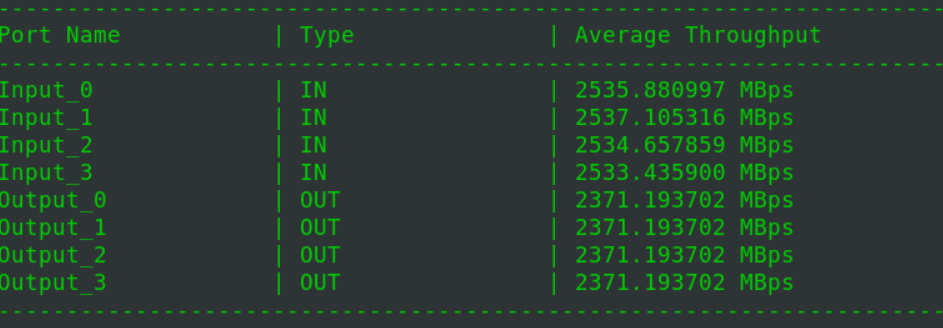 --------------------------------------------------------------------
Port Name            | Type               | Average Throughput
--------------------------------------------------------------------
Input_0              | IN                 | 2535.880997 MBps
Input_1              | IN                 | 2537.105316 MBps
Input_2              | IN                 | 2534.657859 MBps
Input_3              | IN                 | 2533.435900 MBps
Output_0             | OUT                | 2371.193702 MBps
Output_1             | OUT                | 2371.193702 MBps
Output_2             | OUT                | 2371.193702 MBps
Output_3             | OUT                | 2371.193702 MBps
--------------------------------------------------------------------